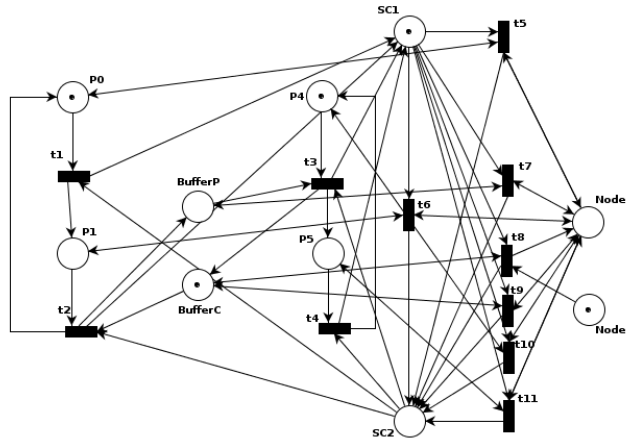 SC1
t5
P0
P4
t1
t3
t7
BufferP
Node
t6
P1
P5
t8
t9
BufferC
t2
t4
Node
t10
t11
SC2